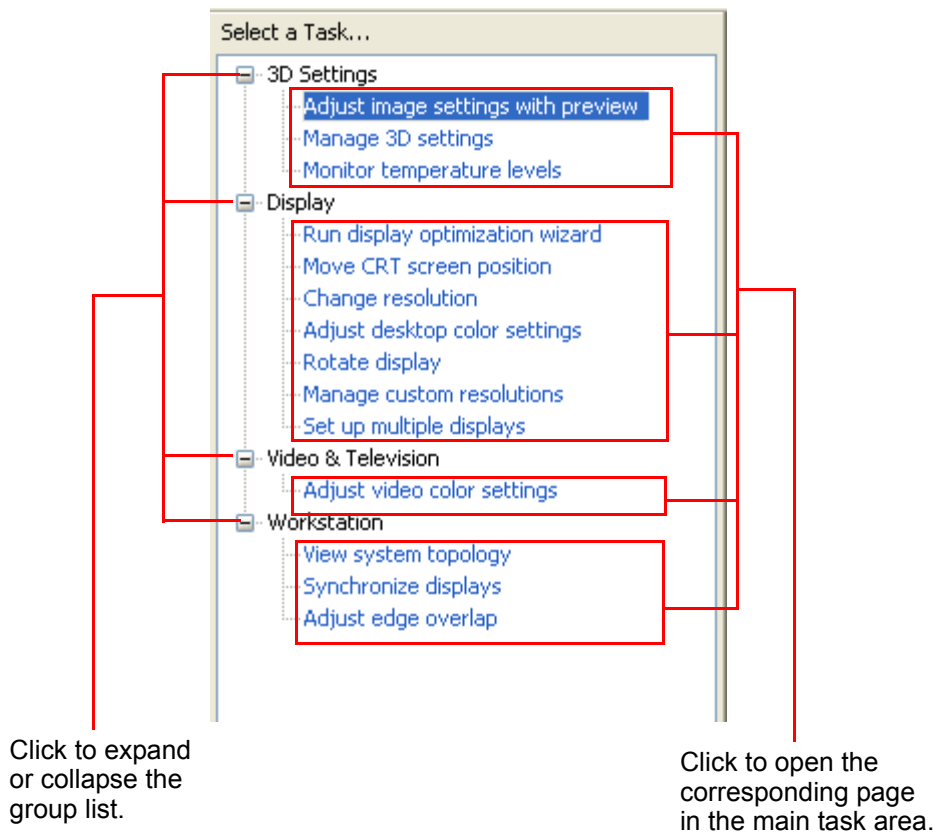 Select a Task...
3D Settings
Adjust image settings with preview
Manage 3D settings
Monitor temperature levels
Display
Run display optimization wizard
Move CRT screen position
Change resolution
Adjust desktop color settings
Rotate display
Manage custom resolutions
Set up multiple displays
Video & Television
Adjust video color settings
Workstation
View system topology
Synchronize displays
Adjust edge overlap
Click to expand
or collapse the
group list.
Click to open the
corresponding page
in the main task area.